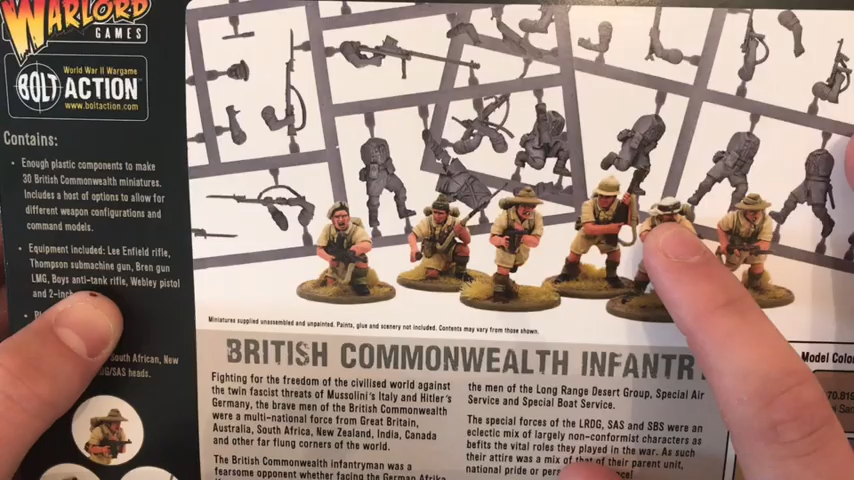 WARLORD
GAMES
World War II Wargame
BOLT ACTION
www.boltaction.com
Contains:
• Enough plastic components to make
30 British Commonwealth miniatures.
Includes a host of options to allow for
different weapon configurations and
command models.
• Equipment included: Lee Enfield rifle,
Thompson submachine gun, Bren gun
LMG, Boys anti-tank rifle, Webley pistol
and 2-inc
South African, New
/SAS heads.
Miniatures supplied unassembled and unpainted. Paints, glue and scenery not included. Contents may vary from those shown.
BRITISH COMMONWEALTH INFANTR
Fighting for the freedom of the civilised world against
the twin fascist threats of Mussolini's Italy and Hitler's
Germany, the brave men of the British Commonwealth
were a multi-national force from Great Britain,
Australia, South Africa, New Zealand, India, Canada
and other far flung corners of the world.
The British Commonwealth infantryman was a
fearsome opponent whether facing the German Afrika
the men of the Long Range Desert Group, Special Air
Service and Special Boat Service.
The special forces of the LRDG, SAS and SBS were an
eclectic mix of largely non-conformist characters as
befits the vital roles they played in the war. As such
their attire was a mix of that of their parent unit,
national pride or pers
Model Colo